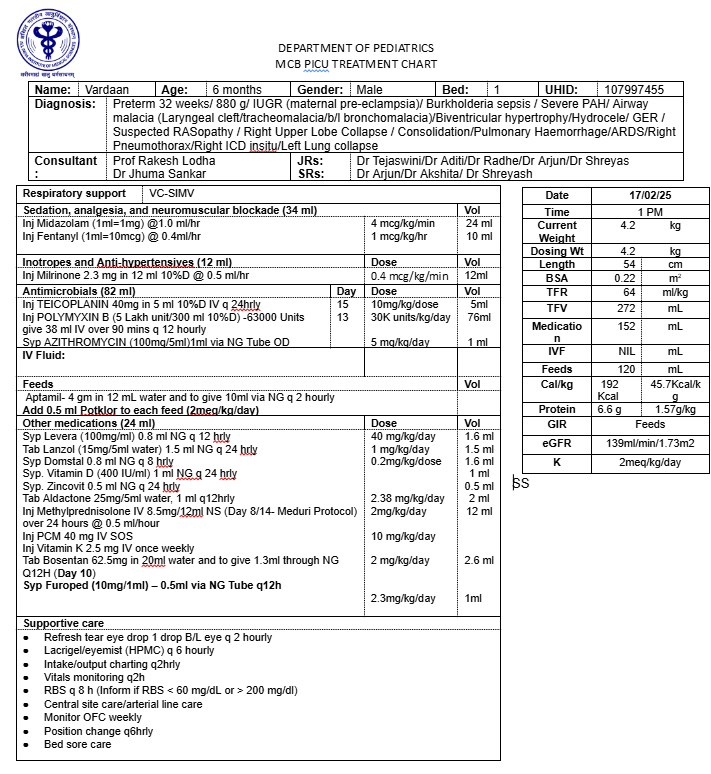 DEPARTMENT OF PEDIATRICS
MCB PICU TREATMENT CHART
Name: Vardaan Age: 6 months Gender: Male Bed: 1 UHID: 107997455
Diagnosis: Preterm 32 weeks/ 880 g/ IUGR (maternal pre-eclampsia)/ Burkholderia sepsis / Severe PAH/ Airway
malacia (Laryngeal cleft/tracheomalacia/b/l bronchomalacia)/Biventricular hypertrophy/Hydrocele/ GER /
Suspected RASopathy / Right Upper Lobe Collapse / Consolidation/Pulmonary Haemorrhage/ARDS/Right
Pneumothorax/Right ICD insitu/Left Lung collapse
Consultant : Prof Rakesh Lodha JRs: Dr Tejaswini/Dr Aditi/Dr Radhe/Dr Arjun/Dr Shreyas
Dr Jhuma Sankar SRs: Dr Arjun/Dr Akshita/ Dr Shreyash
Respiratory support VC-SIMV
Sedation, analgesia, and neuromuscular blockade (34 ml) Dose Vol
Inj Midazolam (1ml=1mg) @1.0 ml/hr 4 mcg/kg/min 24 ml
Inj Fentanyl (1ml=10mcg) @ 0.4ml/hr 1 mcg/kg/hr 10 ml
Inotropes and Anti-hypertensives (12 ml) Dose Vol
Inj Milrinone 2.3 mg in 12 ml 10%D @ 0.5 ml/hr 0.4 mcg/kg/min 12ml
Antimicrobials (82 ml) Day Dose Vol
Inj TEICOPLANIN 40mg in 5 ml 10%D IV q 24hrly 15 10mg/kg/dose 5ml
Inj POLYMYXIN B (5 Lakh unit/300 ml 10%D) -63000 Units 13 30K units/kg/day 76ml
give 38 ml IV over 90 mins q 12 hourly
Syp AZITHROMYCIN (100mg/5ml)1ml via NG Tube OD 5 mg/kg/day 1 ml
IV Fluid:
Feeds Vol
Aptamil- 4 gm in 12 mL water and to give 10ml via NG q 2 hourly
Add 0.5 ml Potklor to each feed (2meq/kg/day)
Other medications (24 ml) Dose Vol
Syp Levera (100mg/ml) 0.8 ml NG q 12 hrly 40 mg/kg/day 1.6 ml
Tab Lanzol (15mg/5ml water) 1.5 ml NG q 24 hrly 1 mg/kg/day 1.5 ml
Syp Domstal 0.8 ml NG q 8 hrly 0.2mg/kg/dose 1.6 ml
Syp. Vitamin D (400 IU/ml) 1 ml NG q 24 hrly 1 ml
Syp. Zincovit 0.5 ml NG q 24 hrly 0.5 ml
Tab Aldactone 25mg/5ml water, 1 ml q12hrly 2.38 mg/kg/day 2 ml
Inj Methylprednisolone IV 8.5mg/12ml NS (Day 8/14- Meduri Protocol) 2mg/kg/day 12 ml
over 24 hours @ 0.5 ml/hour
Inj PCM 40 mg IV SOS 10 mg/kg/day
Inj Vitamin K 2.5 mg IV once weekly
Tab Bosentan 62.5mg in 20ml water and to give 1.3ml through NG 2 mg/kg/day 2.6 ml
Q12H (Day 10)
Syp Furoped (10mg/1ml) – 0.5ml via NG Tube q12h
2.3mg/kg/day 1ml
Supportive care
• Refresh tear eye drop 1 drop B/L eye q 2 hourly
• Lacrigel/eyemist (HPMC) q 6 hourly
• Intake/output charting q2hrly
• Vitals monitoring q2h
• RBS q 8 h (Inform if RBS < 60 mg/dL or > 200 mg/dl)
• Central site care/arterial line care
• Monitor OFC weekly
• Position change q6hrly
• Bed sore care
Date 17/02/25
Time 1 PM
Current Weight 4.2 kg
Dosing Wt 4.2 kg
Length 54 cm
BSA 0.22 m²
TFR 64 ml/kg
TFV 272 mL
Medicatio n 152 mL
IVF NIL mL
Feeds 120 mL
Cal/kg 192 Kcal 45.7Kcal/k g
Protein 6.6 g 1.57g/kg
GIR Feeds
eGFR 139ml/min/1.73m2
K 2meq/kg/day
SS